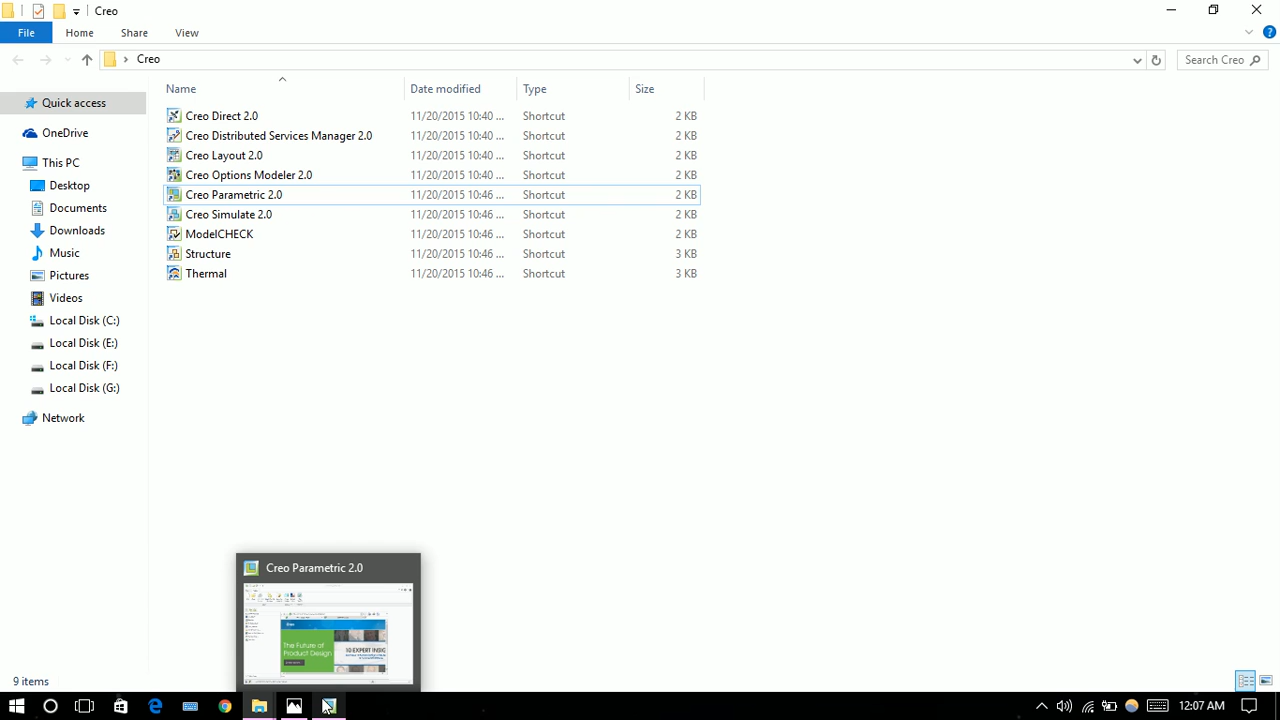 Creo
File Home Share View
Creo Search Creo
Name Date modified Type Size
Creo Direct 2.0 11/20/2015 10:40 ... Shortcut 2 KB
Creo Distributed Services Manager 2.0 11/20/2015 10:40 ... Shortcut 2 KB
Creo Layout 2.0 11/20/2015 10:40 ... Shortcut 2 KB
Creo Options Modeler 2.0 11/20/2015 10:40 ... Shortcut 2 KB
Creo Parametric 2.0 11/20/2015 10:46 ... Shortcut 2 KB
Creo Simulate 2.0 11/20/2015 10:46 ... Shortcut 2 KB
ModelCHECK 11/20/2015 10:46 ... Shortcut 2 KB
Structure 11/20/2015 10:46 ... Shortcut 3 KB
Thermal 11/20/2015 10:46 ... Shortcut 3 KB
Quick access
OneDrive
This PC
Desktop
Documents
Downloads
Music
Pictures
Videos
Local Disk (C:)
Local Disk (E:)
Local Disk (F:)
Local Disk (G:)
Network
Creo Parametric 2.0
The Future of
Product Design
10 EXPERT INDIC
9 items
12:07 AM